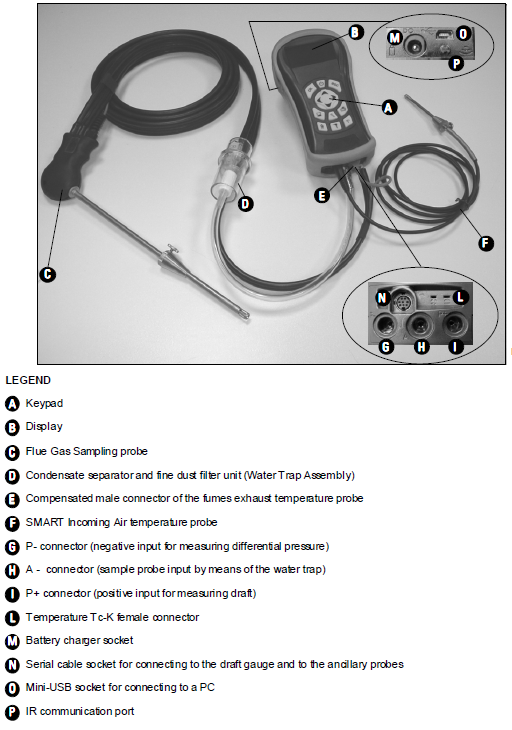 M
O
P
B
A
E
D
F
C
N
L
G
H
I
LEGEND
A Keypad
B Display
C Flue Gas Sampling probe
D Condensate separator and fine dust filter unit (Water Trap Assembly)
E Compensated male connector of the fumes exhaust temperature probe
F SMART Incoming Air temperature probe
G P- connector (negative input for measuring differential pressure)
H A - connector (sample probe input by means of the water trap)
I P+ connector (positive input for measuring draft)
L Temperature Tc-K female connector
M Battery charger socket
N Serial cable socket for connecting to the draft gauge and to the ancillary probes
O Mini-USB socket for connecting to a PC
P IR communication port